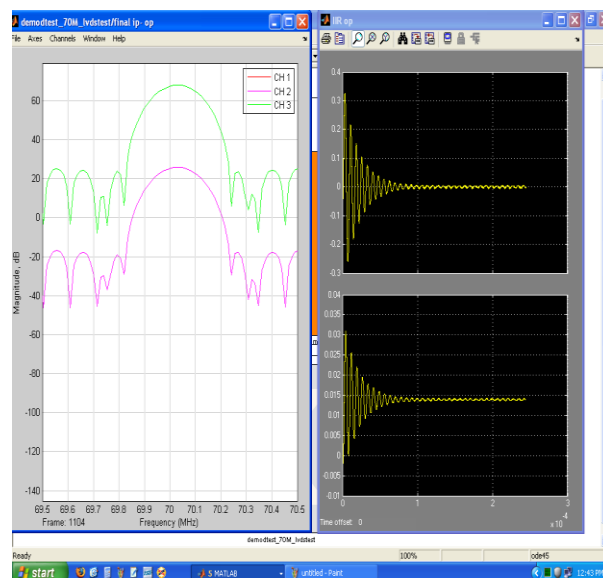 demodtest_70M_lvdstest/final ip- op
File Axes Channels Window Help
CH 1
CH 2
CH 3
60
40
20
0
-20
-40
-60
-80
-100
-120
-140
Magnitude, dB
69.5 69.6 69.7 69.8 69.9 70 70.1 70.2 70.3 70.4 70.5
Frame: 1104 Frequency (MHz)
IIR op
0.4
0.3
0.2
0.1
0
-0.1
-0.2
-0.3
0.04
0.035
0.03
0.025
0.02
0.015
0.01
0.005
0
-0.005
-0.01
0 1 2 3
Time offset: 0
x 10
-4
demodtest_70M_lvdstest
Ready 100% ode45
start
5 MATLAB
untitled - Paint
12:43 PM